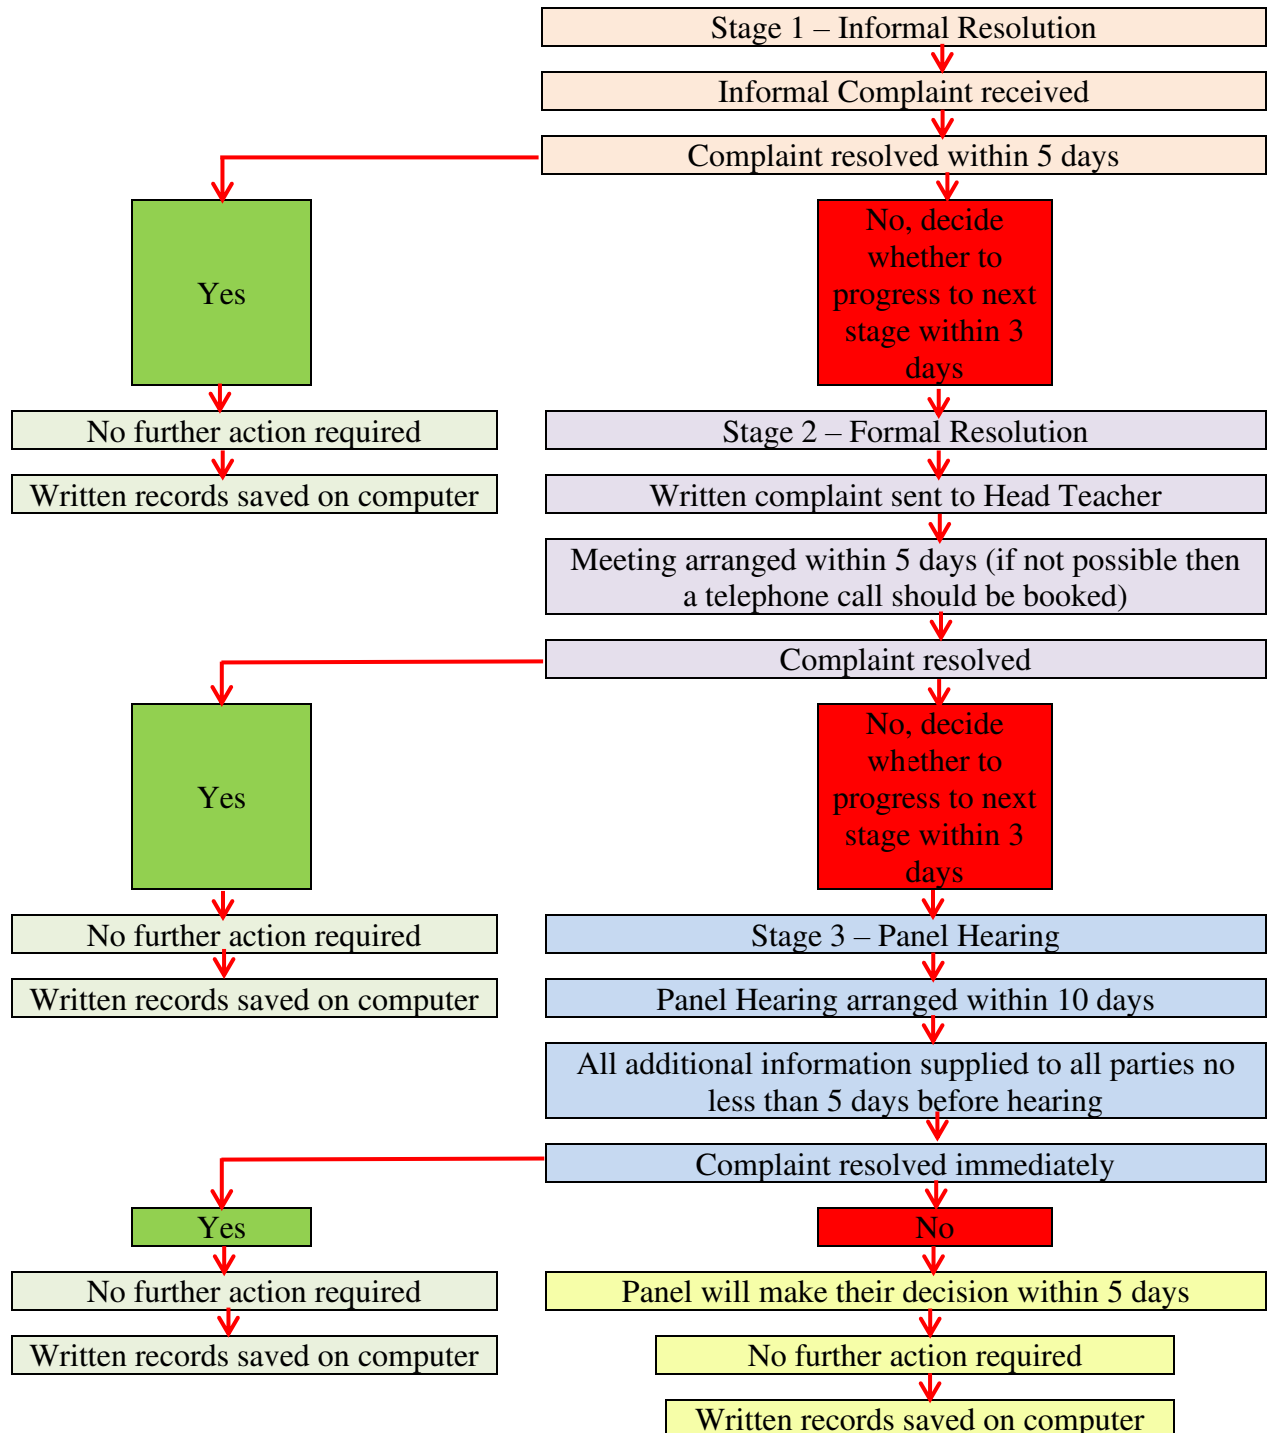 Stage 1 – Informal Resolution
Informal Complaint received
Complaint resolved within 5 days
Yes
No, decide
whether to
progress to next
stage within 3
days
No further action required
Written records saved on computer
Stage 2 – Formal Resolution
Written complaint sent to Head Teacher
Meeting arranged within 5 days (if not possible then
a telephone call should be booked)
Complaint resolved
Yes
No, decide
whether to
progress to next
stage within 3
days
No further action required
Written records saved on computer
Stage 3 – Panel Hearing
Panel Hearing arranged within 10 days
All additional information supplied to all parties no
less than 5 days before hearing
Complaint resolved immediately
Yes
No further action required
Written records saved on computer
No
Panel will make their decision within 5 days
No further action required
Written records saved on computer